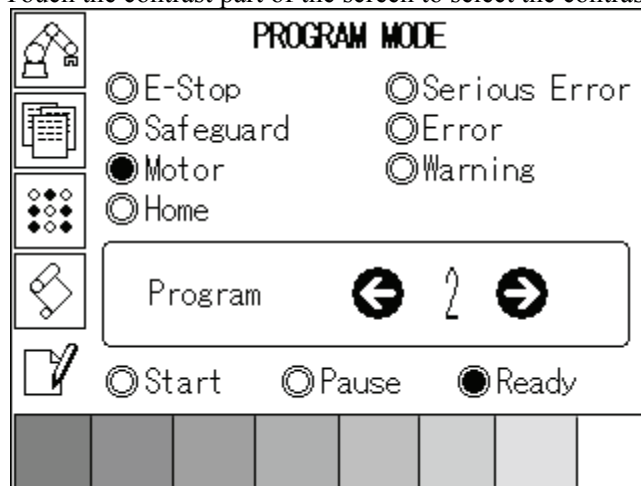 Touch the contrast part of the screen to select the contras
PROGRAM MODE
E-Stop
Serious Error
Safeguard
Error
Motor
Warning
Home
Program 2
Start Pause Ready